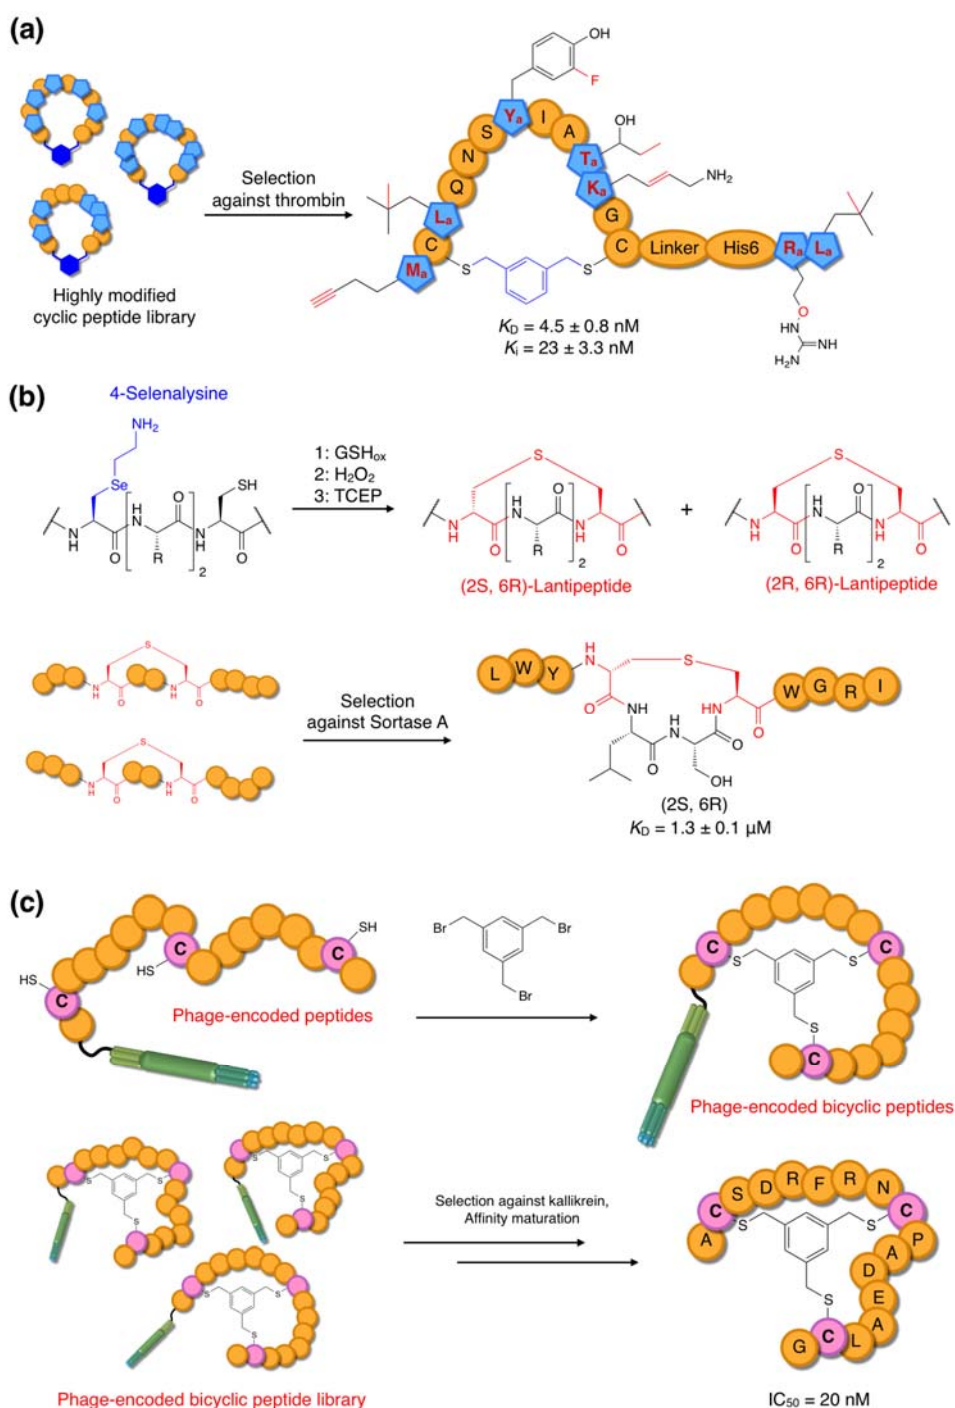 (a)
OH
F
Selection
against thrombin
Highly modified
cyclic peptide library
Ma
C
La
Q
N
S
Ya
I
A
Ta
OH
Ka
NH2
G
C
Linker
His6
Ra
La
S
S
O
HN
H2N
NH
KD = 4.5 ± 0.8 nM
Ki = 23 ± 3.3 nM
(b)
4-Selenalysine
NH2
Se
N
H
O
H
N
R
O
2
N
H
SH
O
1: GSHox
2: H2O2
3: TCEP
S
N
H
O
H
N
R
O
2
N
H
O
(2S, 6R)-Lantipeptide
+
S
N
H
O
H
N
R
O
2
N
H
O
(2R, 6R)-Lantipeptide
S
N
H
O
N
H
O
S
N
H
O
N
H
O
Selection
against Sortase A
L
W
Y
H
N
O
S
NH
O
H
N
O
OH
HN
O
W
G
R
I
(2S, 6R)
KD = 1.3 ± 0.1 µM
(c)
HS
C
HS
C
SH
C
Phage-encoded peptides
Br
Br
Br
C
S
S
C
S
C
Phage-encoded bicyclic peptides
S
S
S
S
S
S
S
S
S
Phage-encoded bicyclic peptide library
Selection against kallikrein,
Affinity maturation
A
C
S
D
R
F
R
N
C
P
A
D
E
A
L
C
G
S
S
S
IC50 = 20 nM